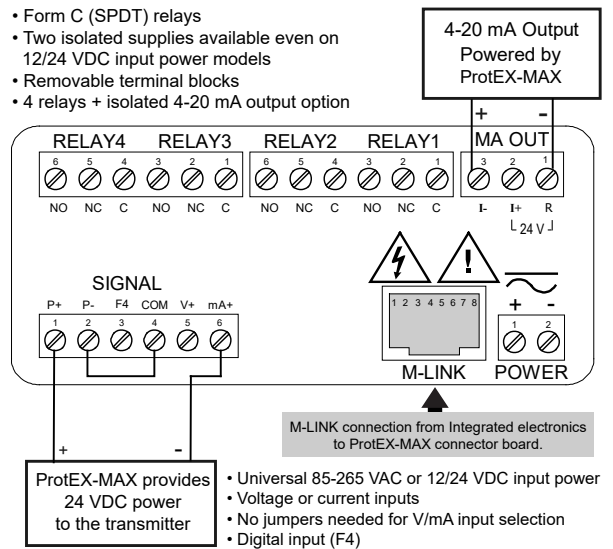 • Form C (SPDT) relays
• Two isolated supplies available even on
12/24 VDC input power models
• Removable terminal blocks
• 4 relays + isolated 4-20 mA output option
4-20 mA Output
Powered by
ProtEX-MAX
+ -
RELAY4 RELAY3 RELAY2 RELAY1 MA OUT
6 5 4 3 2 1 6 5 4 3 2 1 3 2 1
NO NC C NO NC C NO NC C NO NC C I- I+ R
24 V
SIGNAL
P+ P- F4 COM V+ mA+
1 2 3 4 5 6
1 2 3 4 5 6 7 8
+ -
1 2
M-LINK POWER
M-LINK connection from Integrated electronics
to ProtEX-MAX connector board.
+ -
ProtEX-MAX provides
24 VDC power
to the transmitter
• Universal 85-265 VAC or 12/24 VDC input power
• Voltage or current inputs
• No jumpers needed for V/mA input selection
• Digital input (F4)